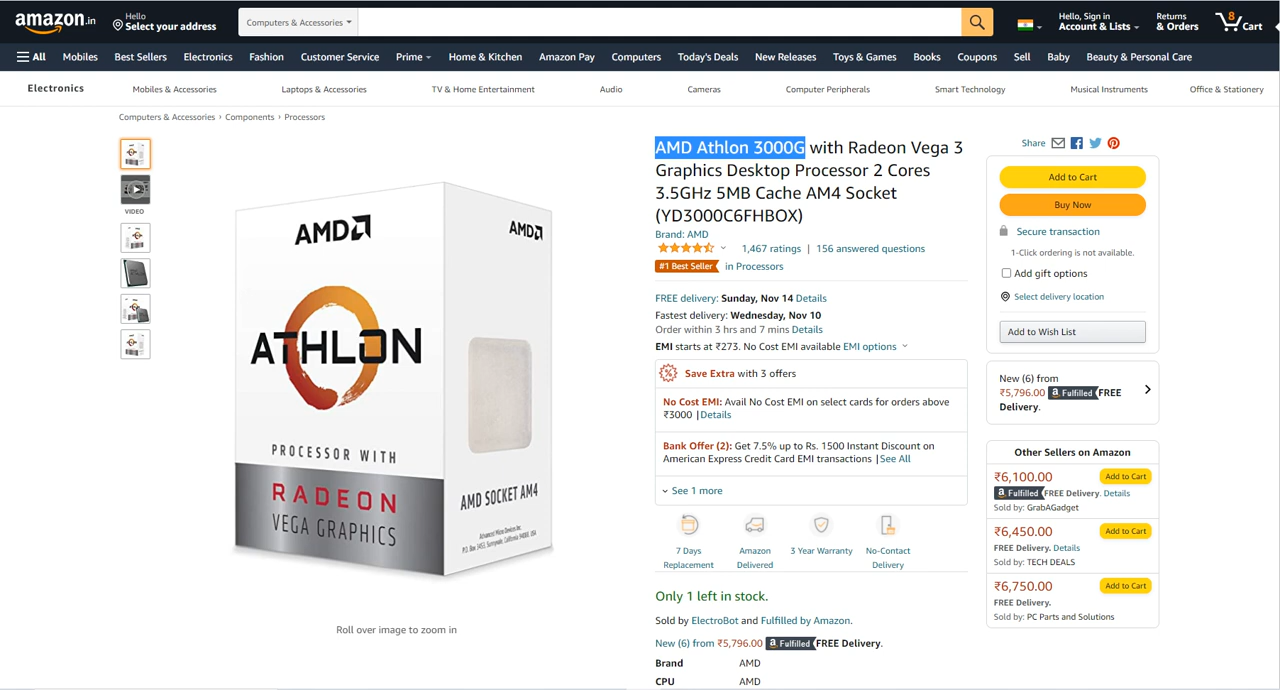 amazon.in
Hello
Select your address
Computers & Accessories
Hello, Sign in
Account & Lists
Returns
& Orders
8
Cart
All
Mobiles
Best Sellers
Electronics
Fashion
Customer Service
Prime
Home & Kitchen
Amazon Pay
Computers
Today's Deals
New Releases
Toys & Games
Books
Coupons
Sell
Baby
Beauty & Personal Care
Electronics
Mobiles & Accessories
Laptops & Accessories
TV & Home Entertainment
Audio
Cameras
Computer Peripherals
Smart Technology
Musical Instruments
Office & Stationery
Computers & Accessories › Components › Processors
VIDEO
AMD
AMD
ATHLON
PROCESSOR WITH
RADEON
VEGA GRAPHICS
AMD SOCKET AM4
Advanced Micro Devices Inc.
P.O. Box 3453, Sunnyvale, California 94088, USA
Roll over image to zoom in
AMD Athlon 3000G with Radeon Vega 3
Graphics Desktop Processor 2 Cores
3.5GHz 5MB Cache AM4 Socket
(YD3000C6FHBOX)
Brand: AMD
1,467 ratings | 156 answered questions
#1 Best Seller in Processors
FREE delivery: Sunday, Nov 14 Details
Fastest delivery: Wednesday, Nov 10
Order within 3 hrs and 7 mins Details
EMI starts at ₹273. No Cost EMI available EMI options
Save Extra with 3 offers
No Cost EMI: Avail No Cost EMI on select cards for orders above
₹3000 |Details
Bank Offer (2): Get 7.5% up to Rs. 1500 Instant Discount on
American Express Credit Card EMI transactions |See All
See 1 more
7 Days
Replacement
Amazon
Delivered
3 Year Warranty
No-Contact
Delivery
Only 1 left in stock.
Sold by ElectroBot and Fulfilled by Amazon.
New (6) from ₹5,796.00 a Fulfilled FREE Delivery.
Brand AMD
CPU AMD
Share
Add to Cart
Buy Now
Secure transaction
1-Click ordering is not available.
Add gift options
Select delivery location
Add to Wish List
New (6) from
₹5,796.00 a Fulfilled FREE
Delivery.
Other Sellers on Amazon
₹6,100.00
Add to Cart
a Fulfilled FREE Delivery. Details
Sold by: GrabAGadget
₹6,450.00
Add to Cart
FREE Delivery. Details
Sold by: TECH DEALS
₹6,750.00
Add to Cart
FREE Delivery.
Sold by: PC Parts and Solutions